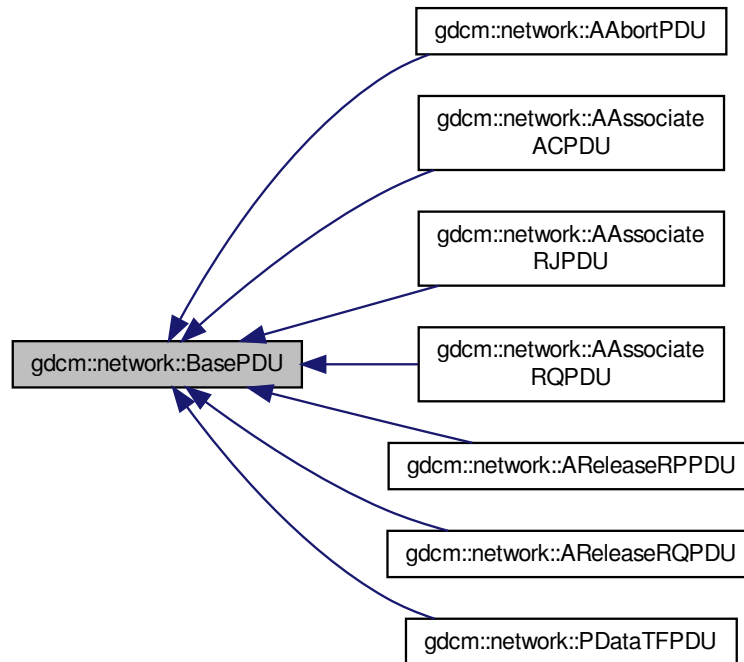 gdcm::network::AAbortPDU
gdcm::network::AAssociate
ACPDU
gdcm::network::AAssociate
RJPDU
gdcm::network::BasePDU
gdcm::network::AAssociate
RQPDU
gdcm::network::AReleaseRPPDU
gdcm::network::AReleaseRQPDU
gdcm::network::PDataTFPDU